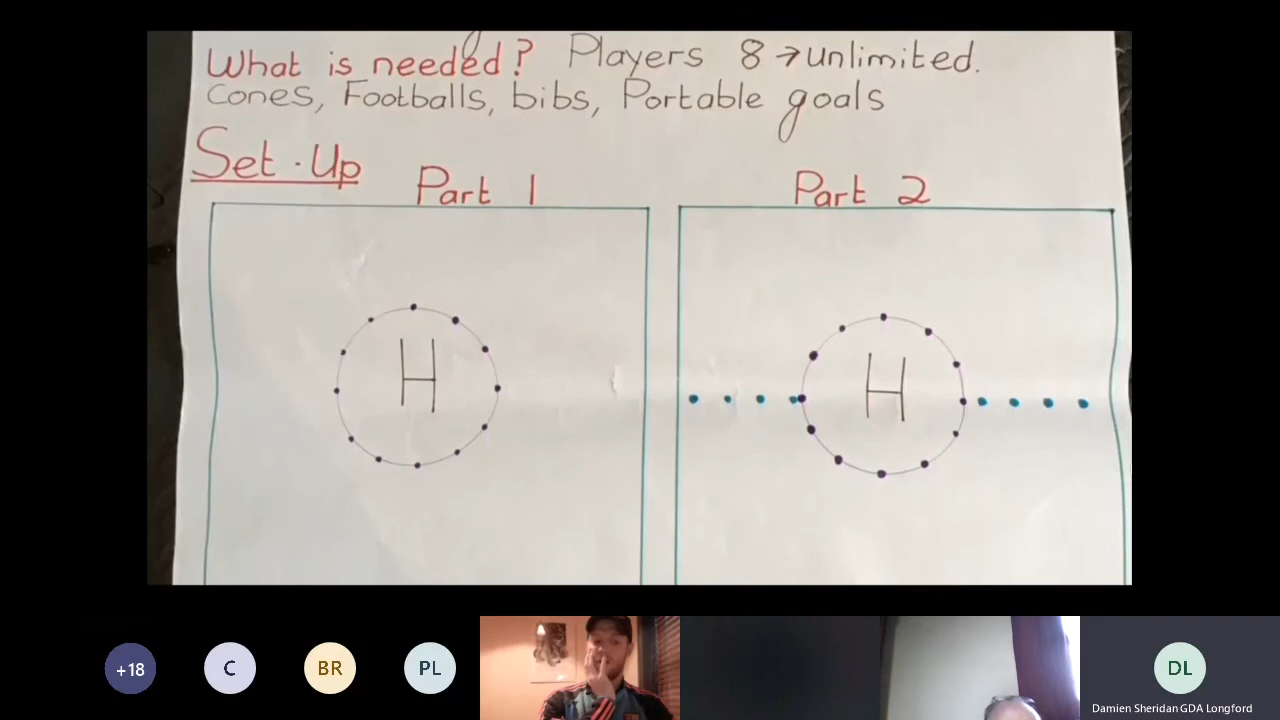 What is needed? Players 8 → unlimited.
Cones, Footballs, bibs, Portable goals
Set-Up
Part 1
Part 2
H
H
+18
C
BR
PL
DL
Damien Sheridan GDA Longford